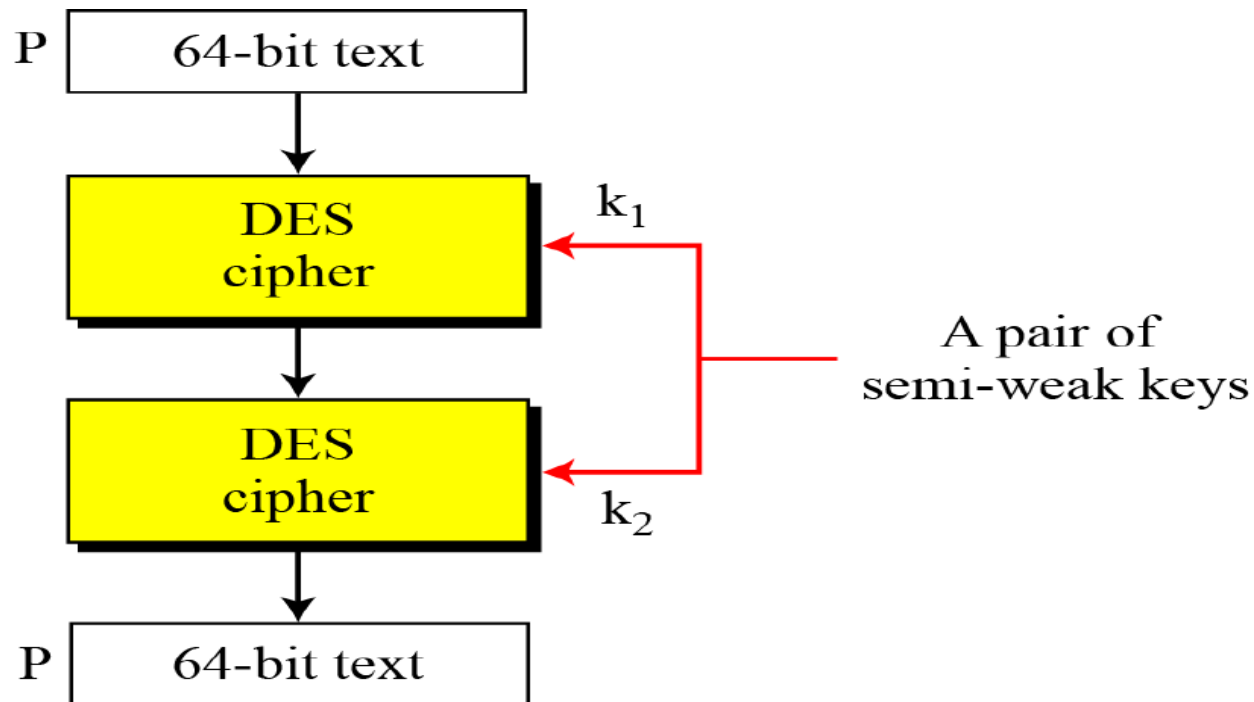 P
64-bit text
DES
cipher
k₁
A pair of
semi-weak keys
DES
cipher
k₂
P
64-bit text